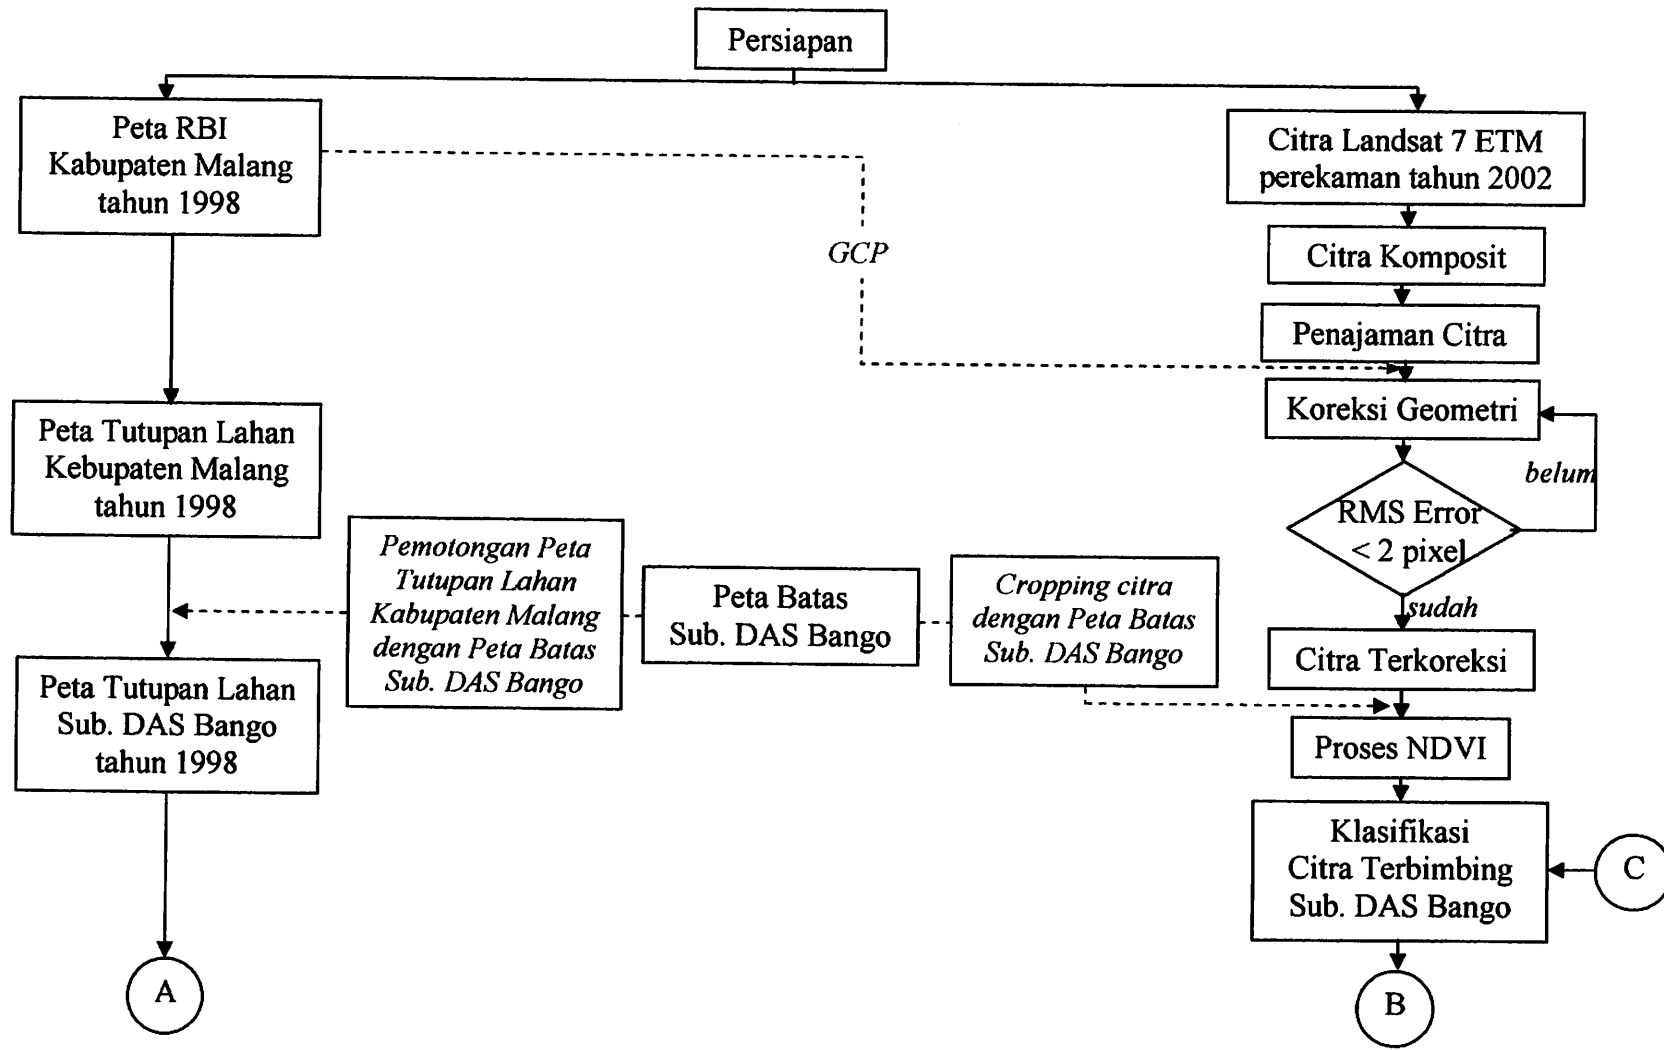 Persiapan
Peta RBI
Kabupaten Malang
tahun 1998
Citra Landsat 7 ETM
perekaman tahun 2002
GCP
Citra Komposit
Penajaman Citra
Koreksi Geometri
belum
RMS Error
< 2 pixel
sudah
Peta Tutupan Lahan
Kebupaten Malang
tahun 1998
Pemotongan Peta
Tutupan Lahan
Kabupaten Malang
dengan Peta Batas
Sub. DAS Bango
Peta Batas
Sub. DAS Bango
Cropping citra
dengan Peta Batas
Sub. DAS Bango
Citra Terkoreksi
Peta Tutupan Lahan
Sub. DAS Bango
tahun 1998
Proses NDVI
Klasifikasi
Citra Terbimbing
Sub. DAS Bango
C
A
B